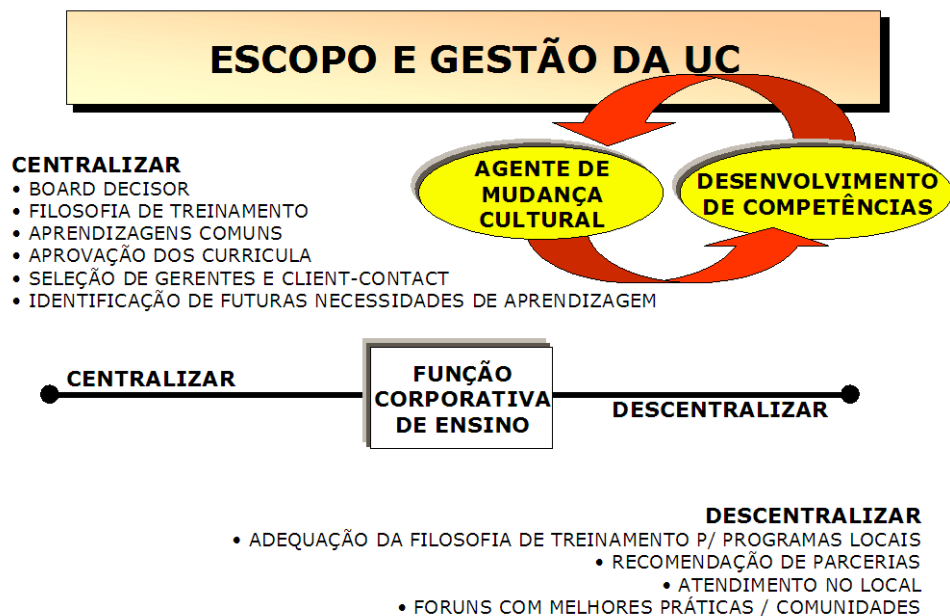 ESCOPO E GESTÃO DA UC
AGENTE DE
MUDANÇA
CULTURAL
DESENVOLVIMENTO
DE COMPETÊNCIAS
CENTRALIZAR
• BOARD DECISOR
• FILOSOFIA DE TREINAMENTO
• APRENDIZAGENS COMUNS
• APROVAÇÃO DOS CURRICULA
• SELEÇÃO DE GERENTES E CLIENT-CONTACT
• IDENTIFICAÇÃO DE FUTURAS NECESSIDADES DE APRENDIZAGEM
CENTRALIZAR
FUNÇÃO
CORPORATIVA
DE ENSINO
DESCENTRALIZAR
DESCENTRALIZAR
• ADEQUAÇÃO DA FILOSOFIA DE TREINAMENTO P/ PROGRAMAS LOCAIS
• RECOMENDAÇÃO DE PARCERIAS
• ATENDIMENTO NO LOCAL
• FORUNS COM MELHORES PRÁTICAS / COMUNIDADES